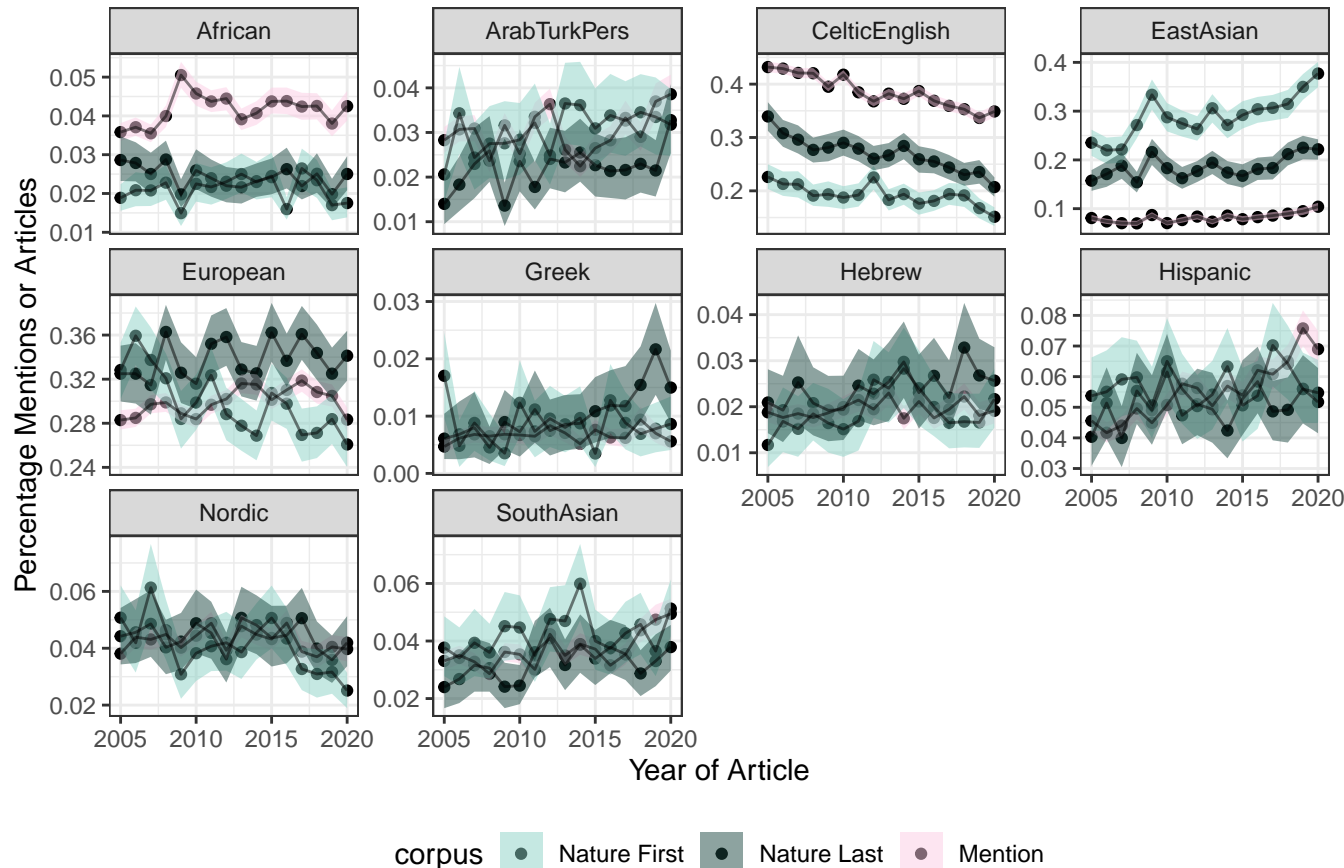 African ArabTurkPers CelticEnglish EastAsian
0.05 0.04 0.03 0.02 0.01
0.04 0.03 0.02 0.01
0.4 0.3 0.2
0.4 0.3 0.2 0.1
European Greek Hebrew Hispanic
0.36 0.32 0.28 0.24
0.03 0.02 0.01 0.00
0.04 0.03 0.02 0.01
0.08 0.07 0.06 0.05 0.04 0.03
2005 2010 2015 2020 2005 2010 2015 2020
Nordic SouthAsian
0.06 0.04 0.02
0.06 0.04 0.02
2005 2010 2015 2020 2005 2010 2015 2020
Percentage Mentions or Articles
Year of Article
corpus Nature First Nature Last Mention